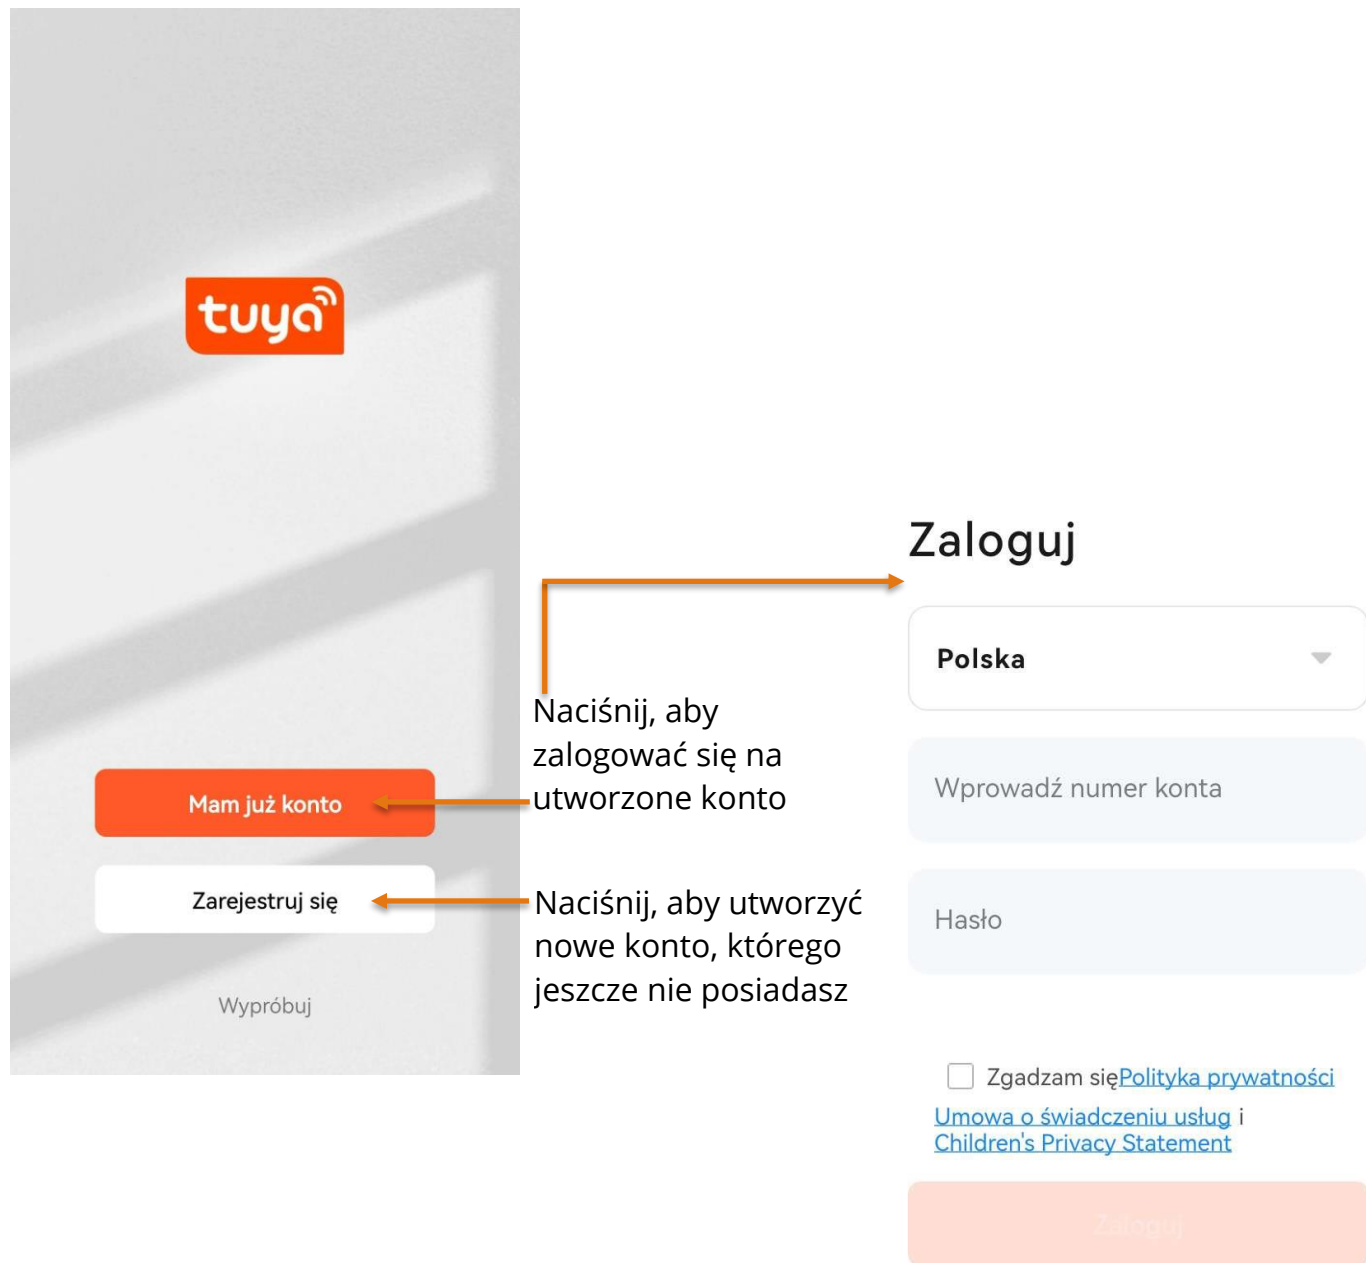 tuya
Mam już konto
Zarejestruj się
Wypróbuj
Naciśnij, aby
zalogować się na
utworzone konto
Naciśnij, aby utworzyć
nowe konto, którego
jeszcze nie posiadasz
Zaloguj
Polska
Wprowadź numer konta
Hasło
Zgadzam sięPolityka prywatności
Umowa o świadczeniu usług i
Children's Privacy Statement
Zaloguj